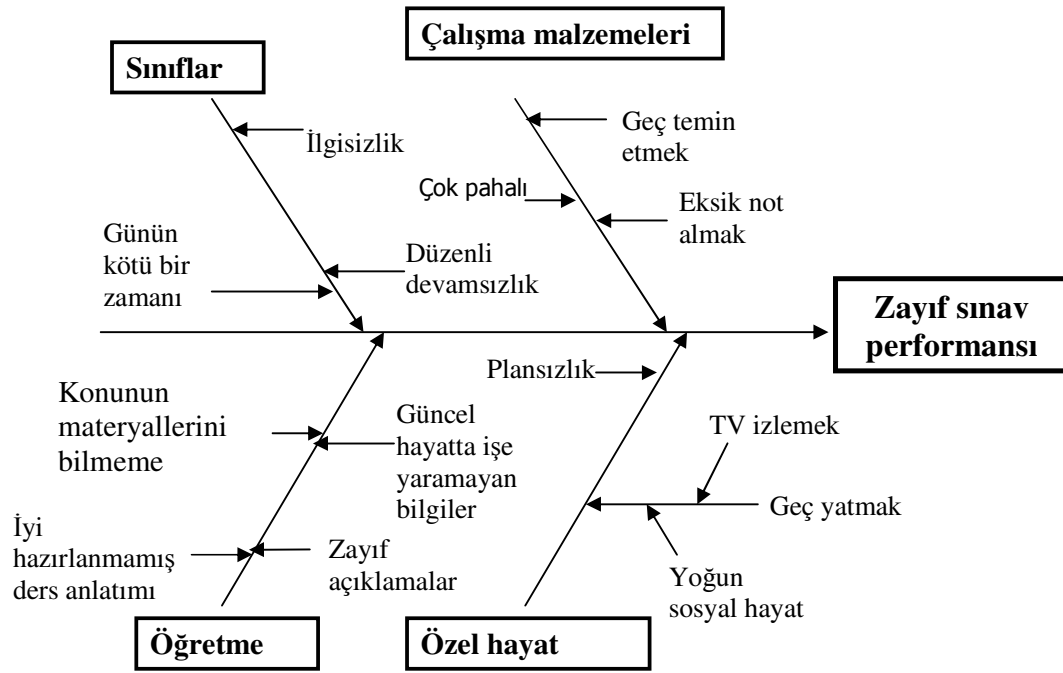 Sınıflar
Çalışma malzemeleri
İlgisizlik
Geç temin
etmek
Çok pahalı
Eksik not
almak
Günün
kötü bir
zamanı
Düzenli
devamsızlık
Zayıf sınav
performansı
Plansızlık
Konunun
materyallerini
bilmeme
Güncel
hayatta işe
yaramayan
bilgiler
TV izlemek
Geç yatmak
İyi
hazırlanmamış
ders anlatımı
Zayıf
açıklamalar
Yoğun
sosyal hayat
Öğretme
Özel hayat